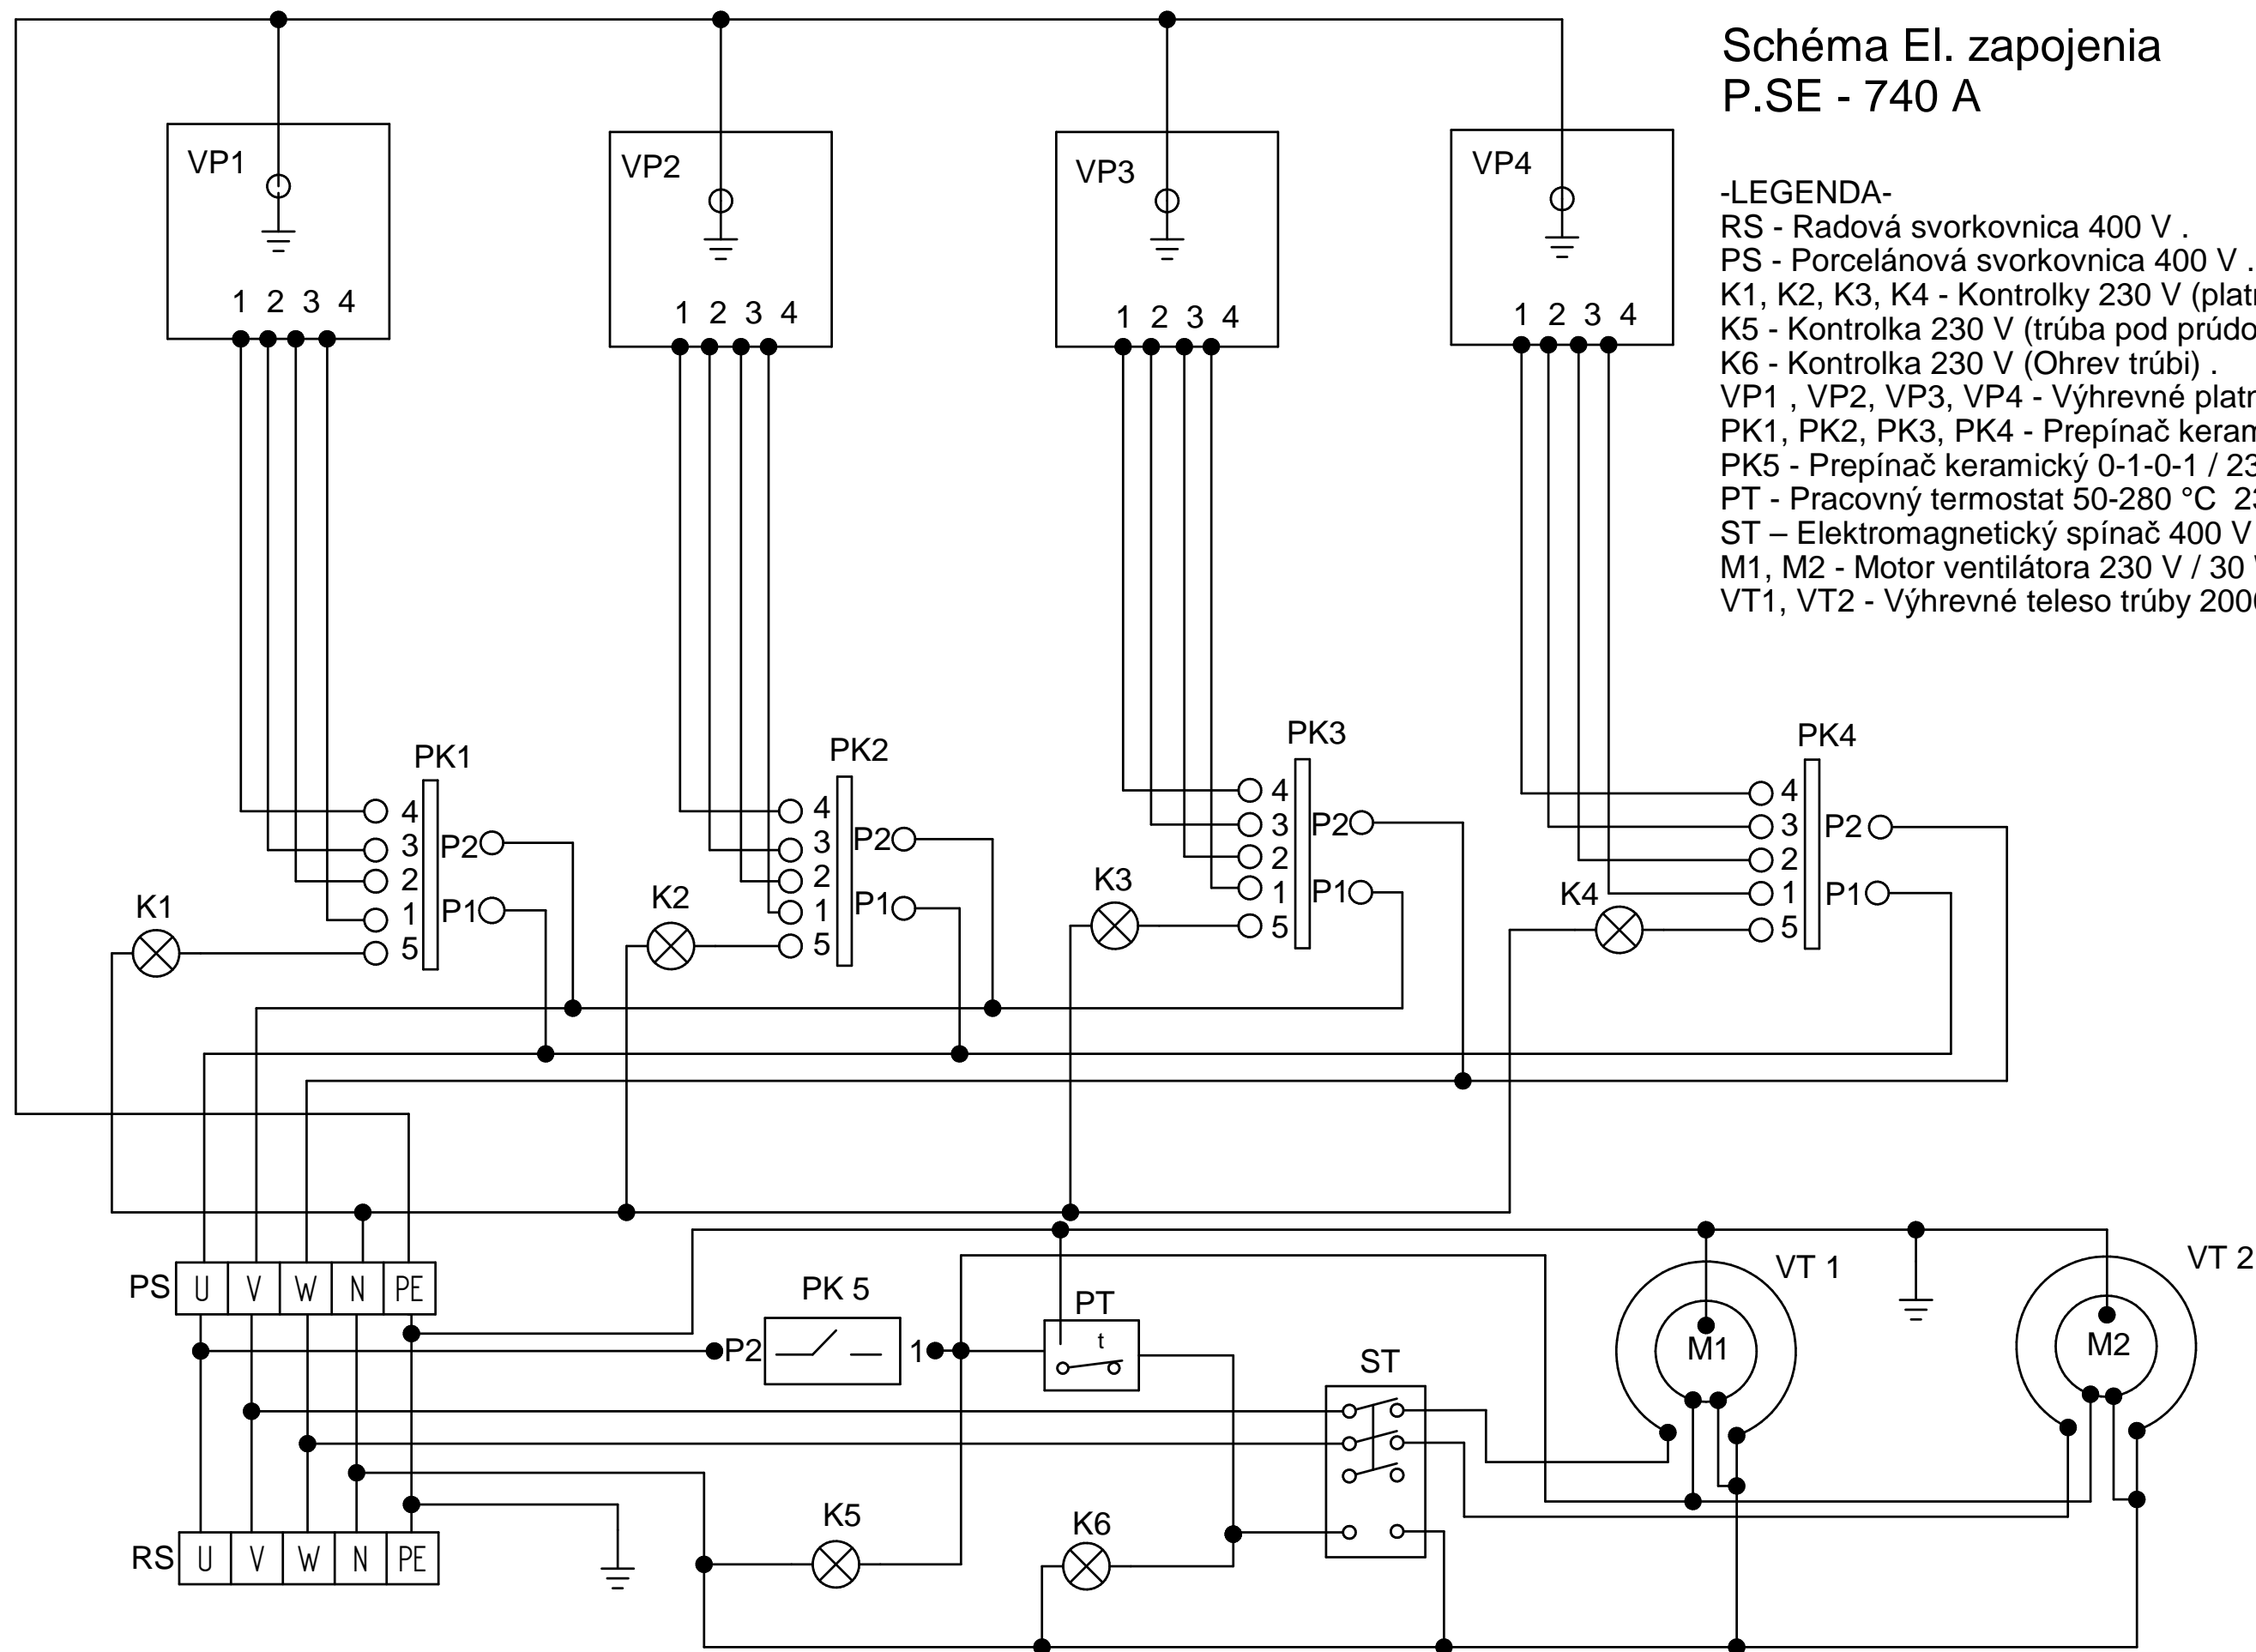 Schéma El. zapojenia
P.SE - 740 A
-LEGENDA-
RS - Radová svorkovnica 400 V .
PS - Porcelánová svorkovnica 400 V .
K1, K2, K3, K4 - Kontrolky 230 V
K5 - Kontrolka 230 V (trúba pod
K6 - Kontrolka 230 V (Ohrev trúbi) .
VP1 , VP2, VP3, VP4 - Výhrevné
PK1, PK2, PK3, PK4 - Prepínač
PK5 - Prepínač keramický 0-1-0-1 /
PT - Pracovný termostat 50-280 °C
ST – Elektromagnetický spínač 400 V
M1, M2 - Motor ventilátora 230 V / 30
VT1, VT2 - Výhrevné teleso trúby
VP1
1 2 3 4
VP2
1 2 3 4
VP3
1 2 3 4
VP4
1 2 3 4
PK1
4
3
2
1
5
P2
P1
K1
PK2
4
3
2
1
5
P2
P1
K2
PK3
4
3
2
1
5
P2
P1
K3
PK4
4
3
2
1
5
P2
P1
K4
PS U V W N PE
PK 5
P2
1
PT
t
ST
VT 1
M1
VT 2
M2
K5
K6
RS U V W N PE